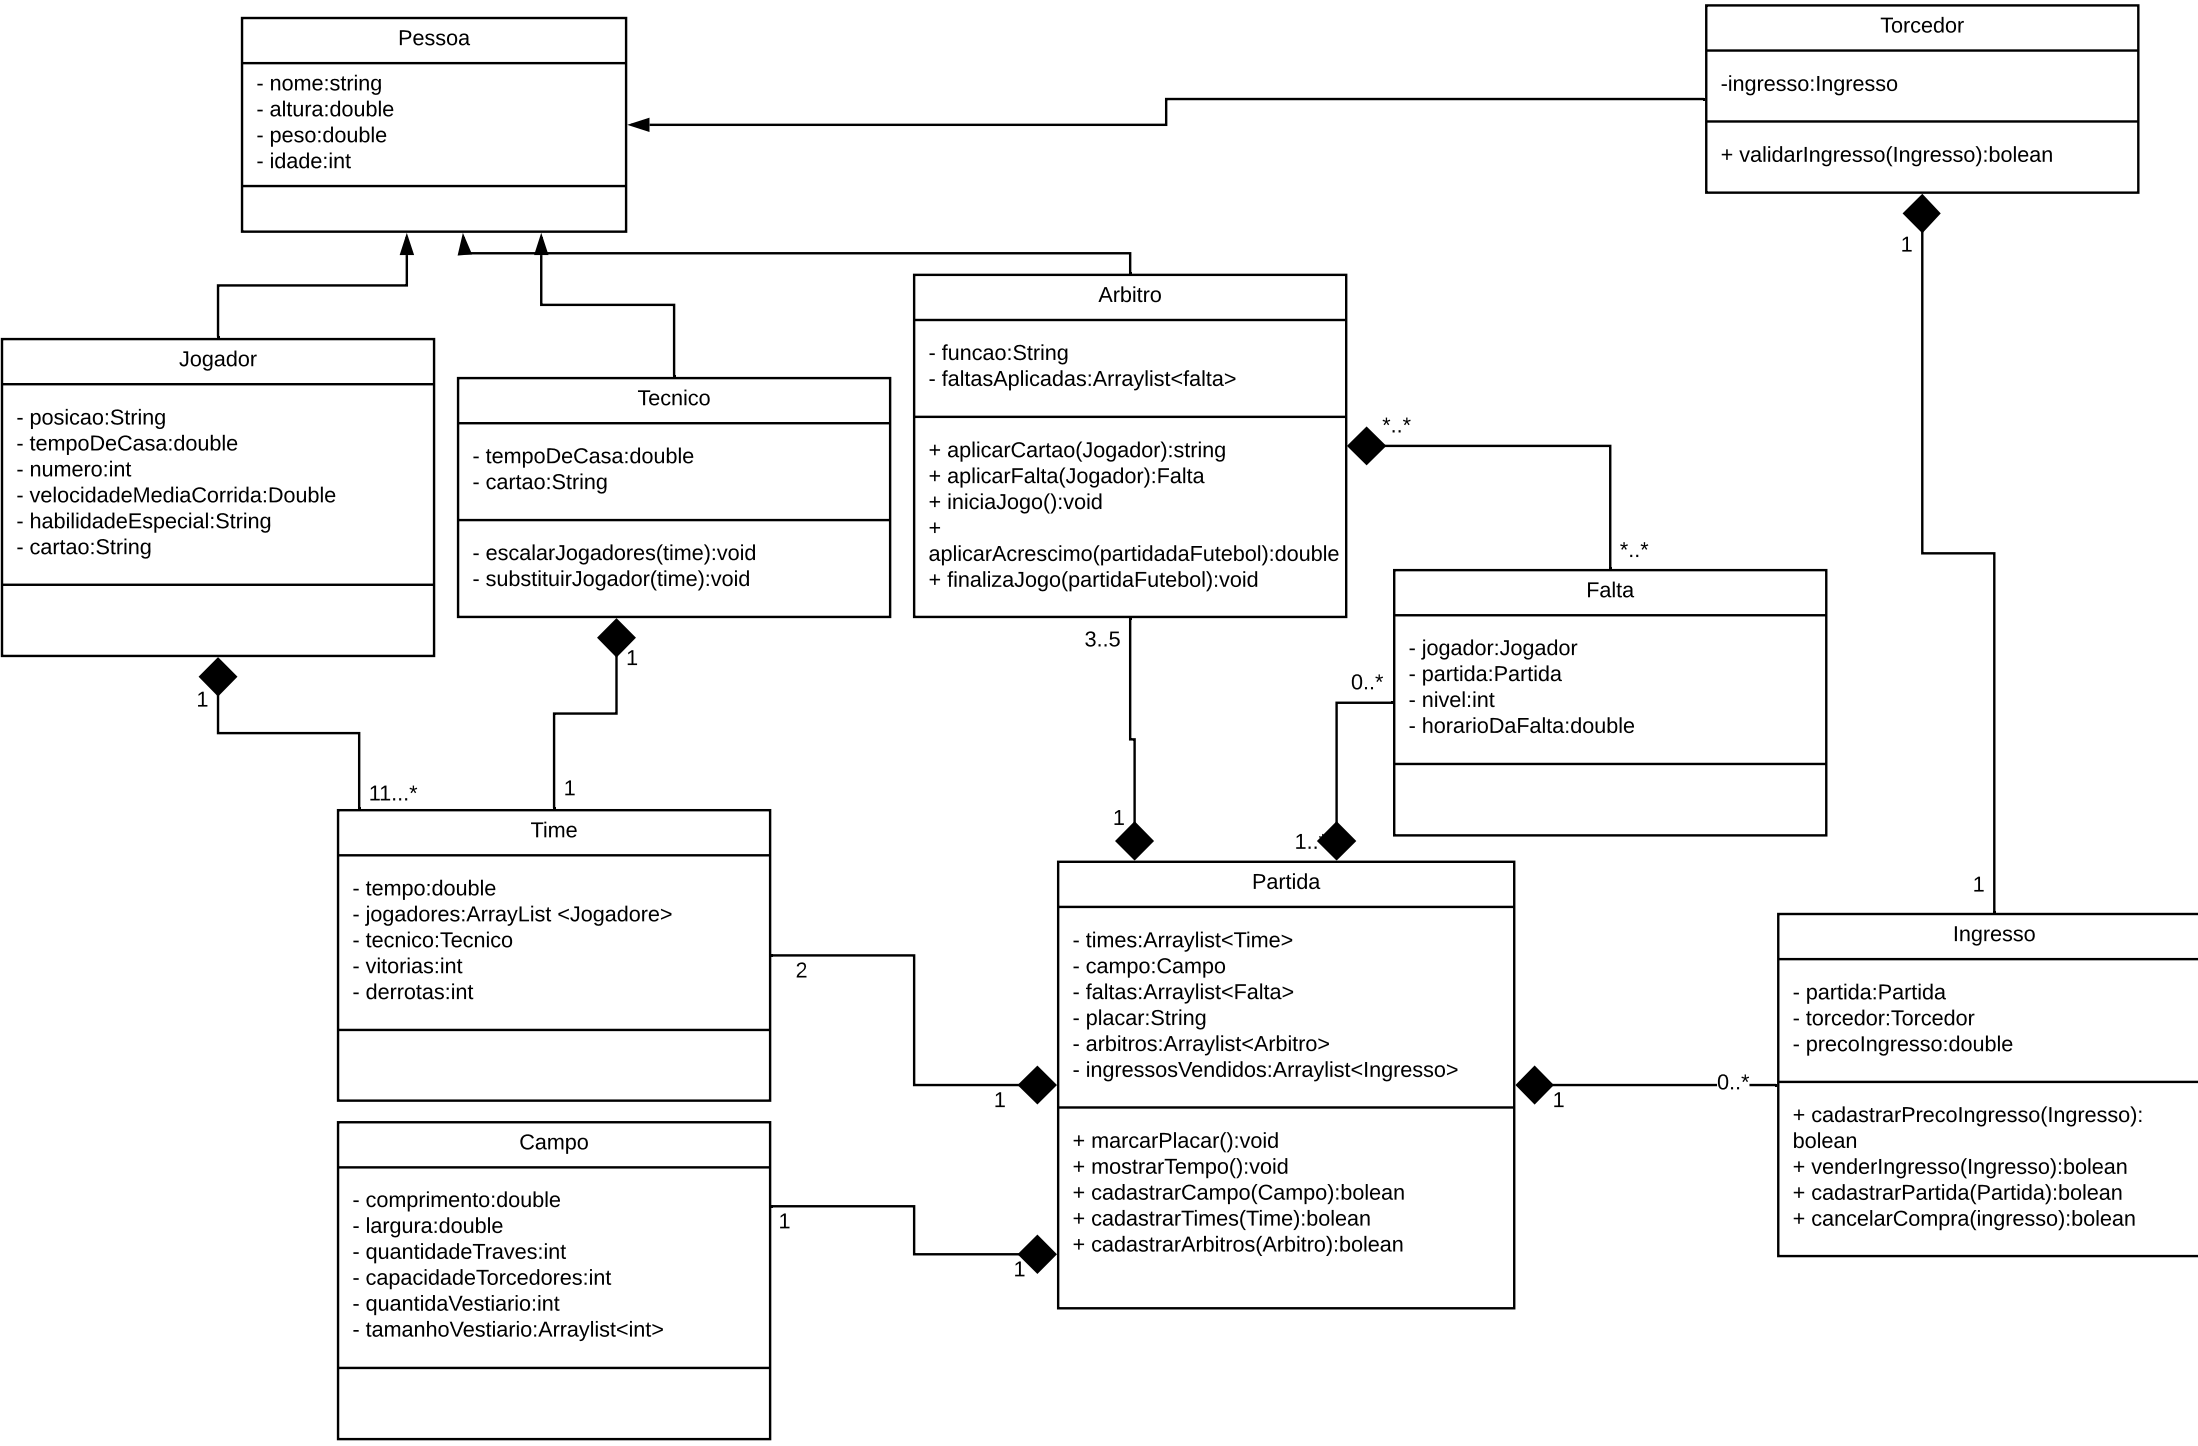 Pessoa
- nome:string
- altura:double
- peso:double
- idade:int
Torcedor
-ingresso:Ingresso
+ validarIngresso(Ingresso):bolean
1
Jogador
- posicao:String
- tempoDeCasa:double
- numero:int
- velocidadeMediaCorrida:Double
- habilidadeEspecial:String
- cartao:String
1
11...*
Tecnico
- tempoDeCasa:double
- cartao:String
- escalarJogadores(time):void
- substituirJogador(time):void
1
1
Arbitro
- funcao:String
- faltasAplicadas:Arraylist<falta>
+ aplicarCartao(Jogador):string
+ aplicarFalta(Jogador):Falta
+ iniciaJogo():void
+
aplicarAcrescimo(partidadaFutebol):double
+ finalizaJogo(partidaFutebol):void
*..*
*..*
3..5
1
Falta
- jogador:Jogador
- partida:Partida
- nivel:int
- horarioDaFalta:double
0..*
1..*
Time
- tempo:double
- jogadores:ArrayList <Jogadore>
- tecnico:Tecnico
- vitorias:int
- derrotas:int
2
1
Campo
- comprimento:double
- largura:double
- quantidadeTraves:int
- capacidadeTorcedores:int
- quantidaVestiario:int
- tamanhoVestiario:Arraylist<int>
1
1
Partida
- times:Arraylist<Time>
- campo:Campo
- faltas:Arraylist<Falta>
- placar:String
- arbitros:Arraylist<Arbitro>
- ingressosVendidos:Arraylist<Ingresso>
+ marcarPlacar():void
+ mostrarTempo():void
+ cadastrarCampo(Campo):bolean
+ cadastrarTimes(Time):bolean
+ cadastrarArbitros(Arbitro):bolean
1
0..*
1
Ingresso
- partida:Partida
- torcedor:Torcedor
- precoIngresso:double
+ cadastrarPrecoIngresso(Ingresso):
bolean
+ venderIngresso(Ingresso):bolean
+ cadastrarPartida(Partida):bolean
+ cancelarCompra(ingresso):bolean